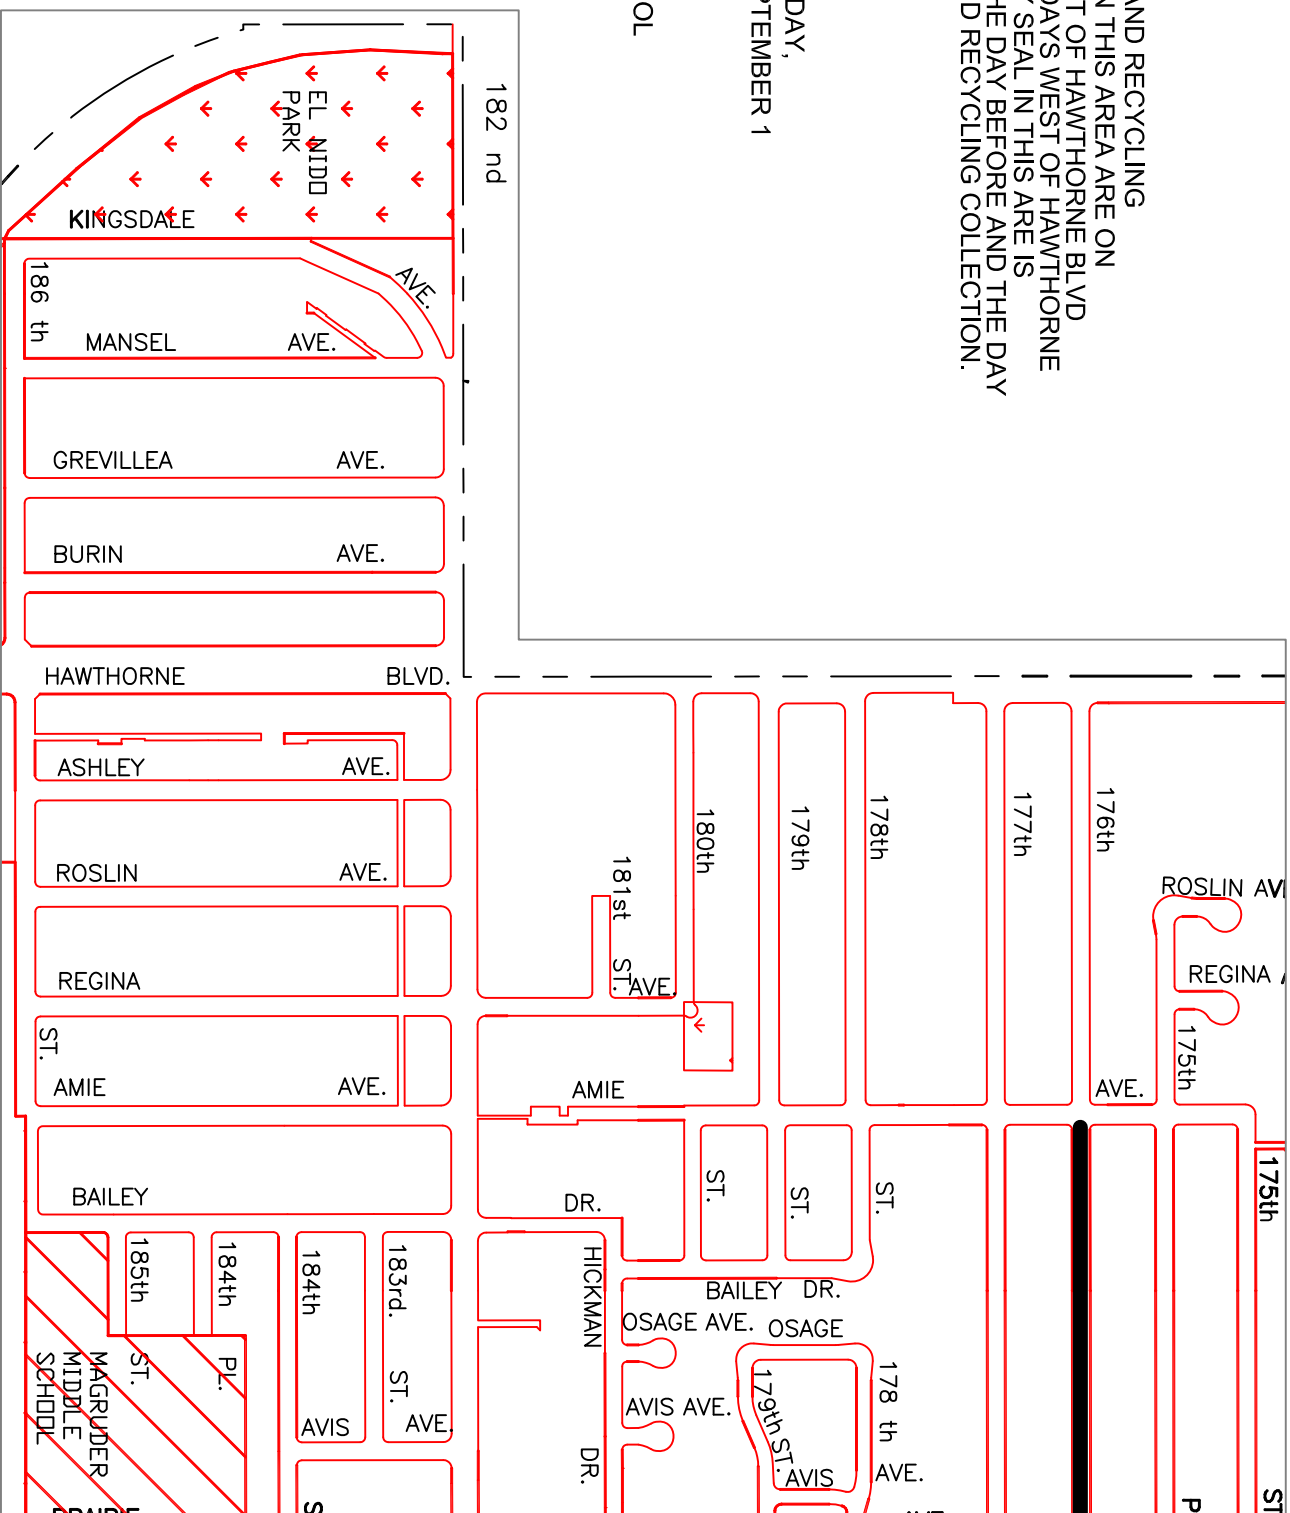 AND RECYCLING
N THIS AREA ARE ON
T OF HAWTHORNE BLVD
DAYS WEST OF HAWTHORNE
Y SEAL IN THIS ARE IS
HE DAY BEFORE AND THE DAY
D RECYCLING COLLECTION.
DAY,
PTEMBER 1
OL
182 nd
EL NIDO
PARK
KINGSDALE
AVE.
186 th
MANSEL AVE.
GREVILLEA AVE.
BURIN AVE.
HAWTHORNE BLVD.
ASHLEY AVE.
ROSLIN AVE.
REGINA
AVE.
ST.
AMIE AVE.
AMIE
AVE.
BAILEY
DR.
180th
179th
178th
177th
176th
181st
ST.
ROSLIN AV
REGINA
175th
175th
ST.
ST.
ST.
BAILEY DR.
HICKMAN
DR.
OSAGE AVE.
OSAGE
AVIS AVE.
179th ST.
178 th
AVIS
AVE.
185th
ST.
184th
PL.
184th
183rd.
ST.
AVIS AVE.
MAGRUDER
MIDDLE
SCHOOL
S
P
ST